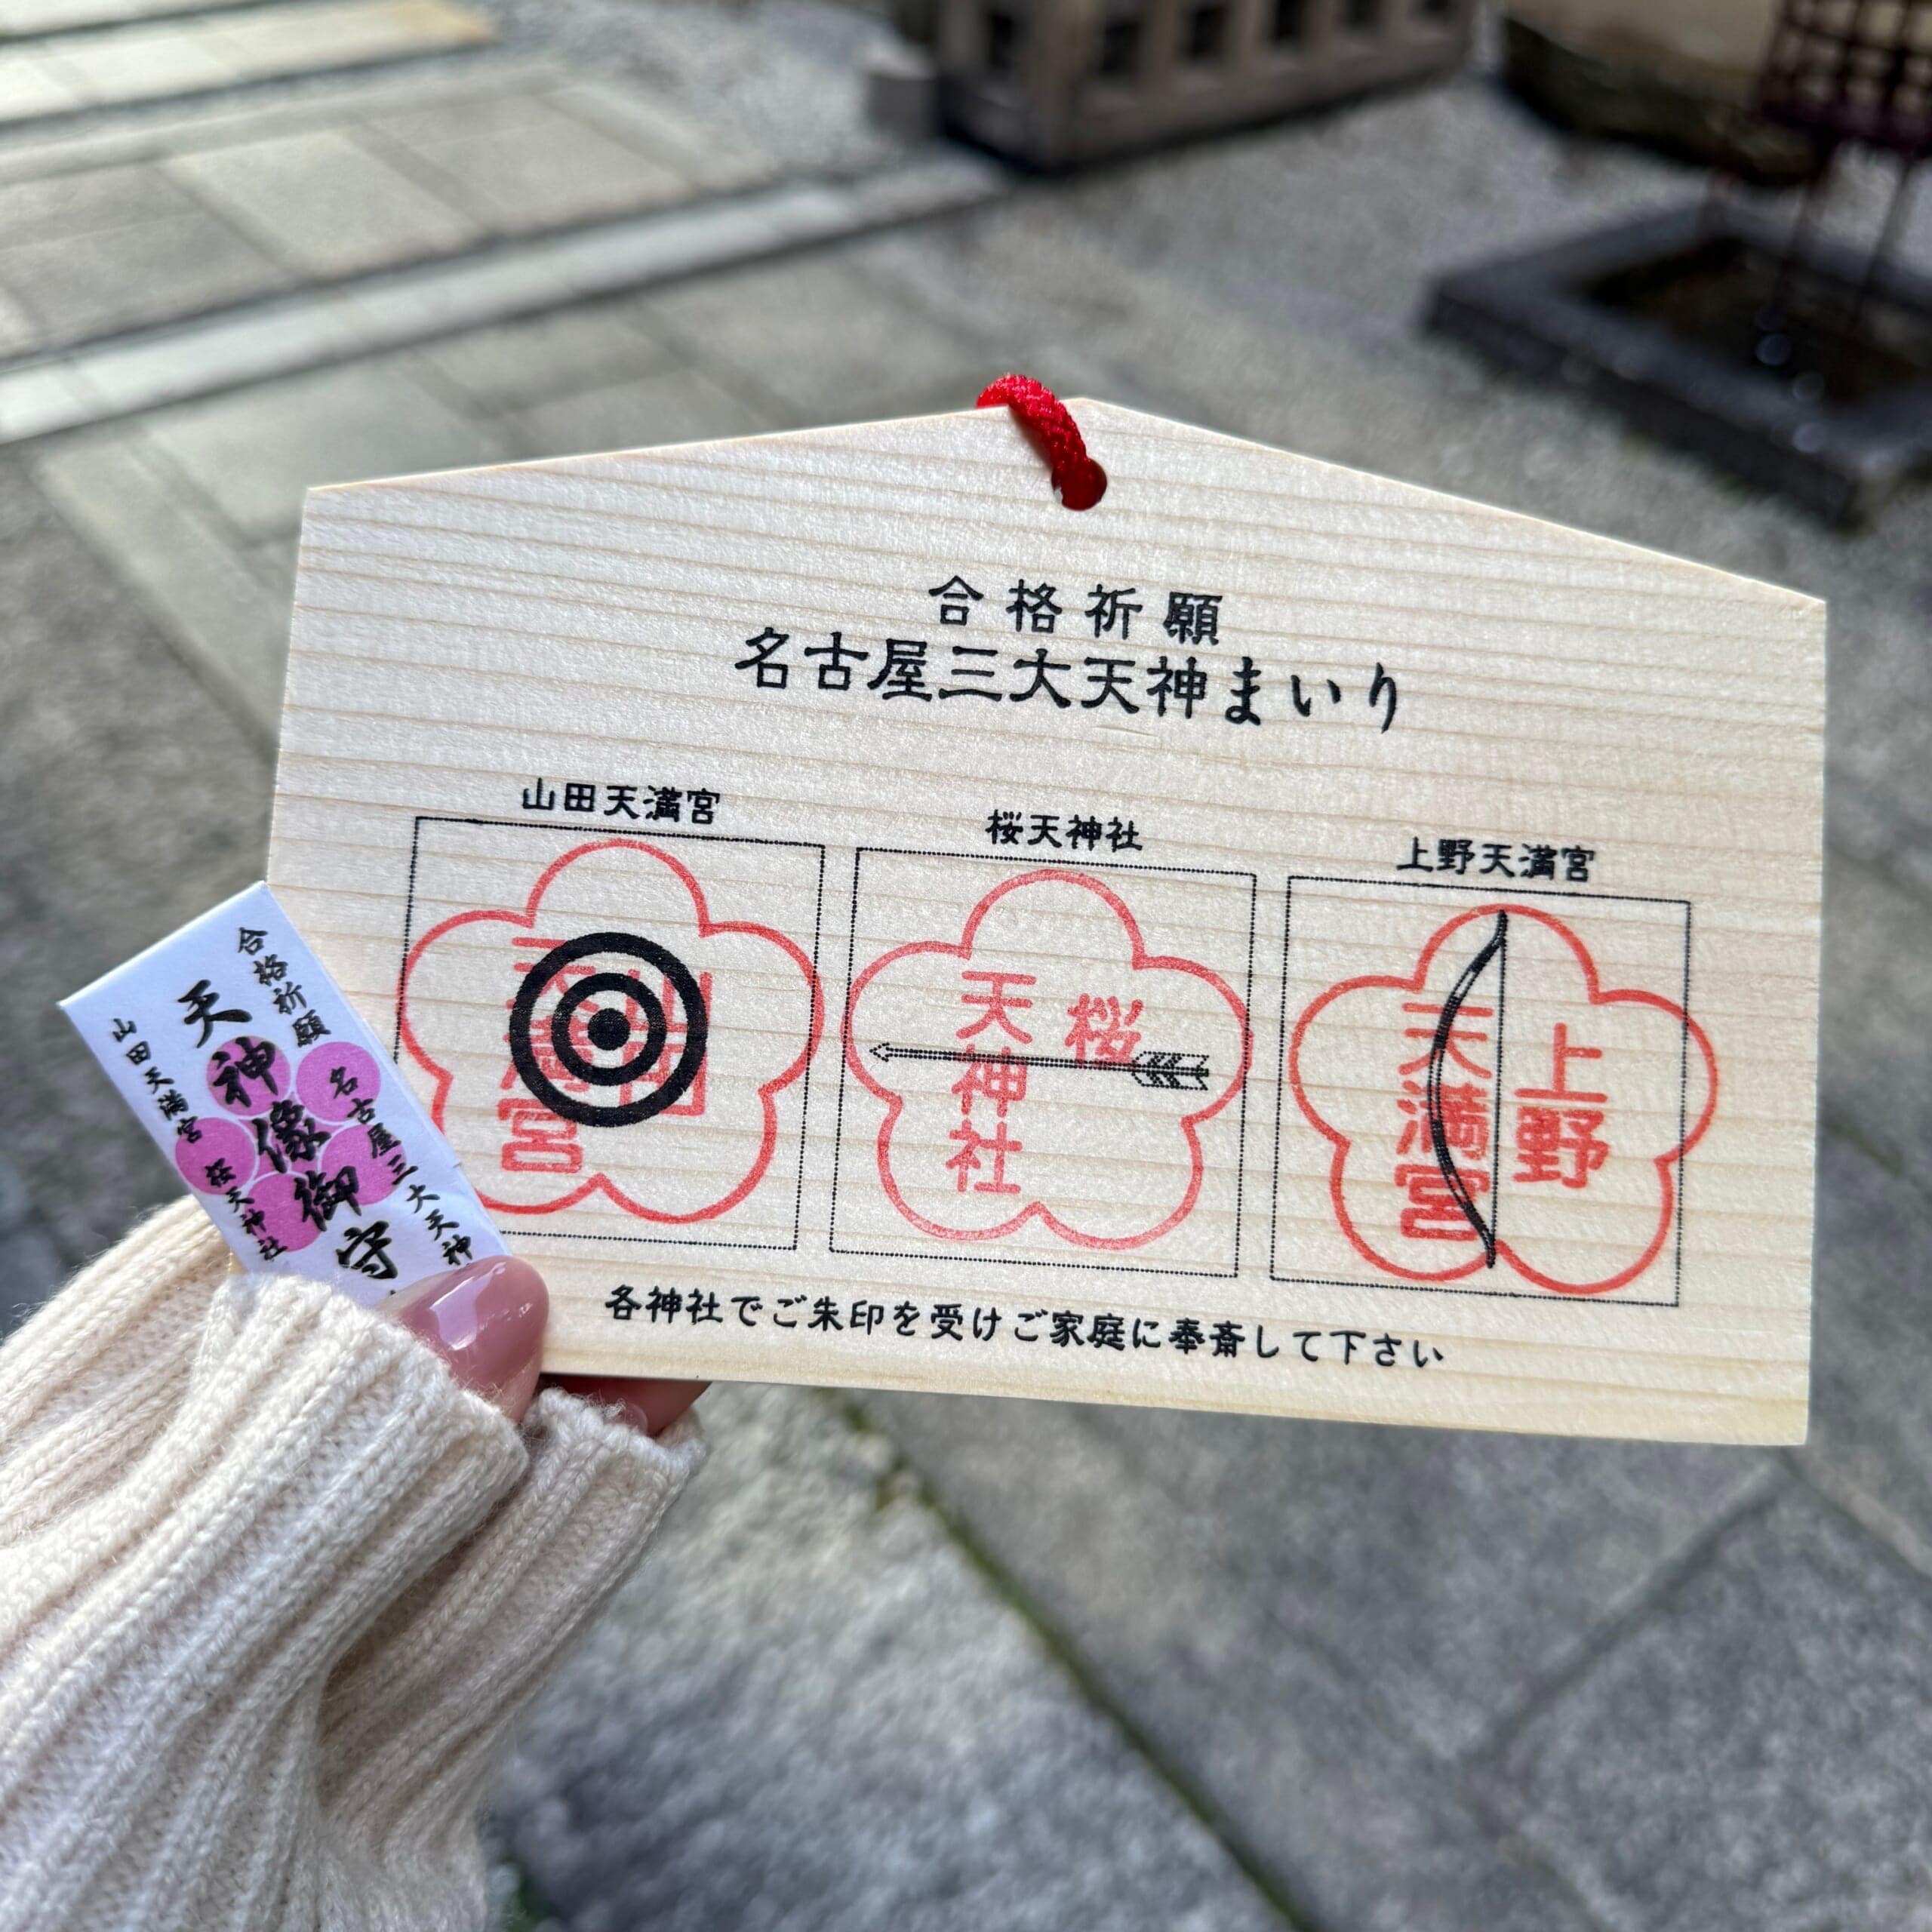 合格祈願
名古屋三大天神まいり
山田天満宮
桜天神社
上野天満宮
山田
天満宮
桜
天神社
上野
天満宮
各神社でご朱印を受けご家庭に奉斎して下さい
合格祈願
名古屋三大天神
天神像御守
山田天満宮
桜天神社